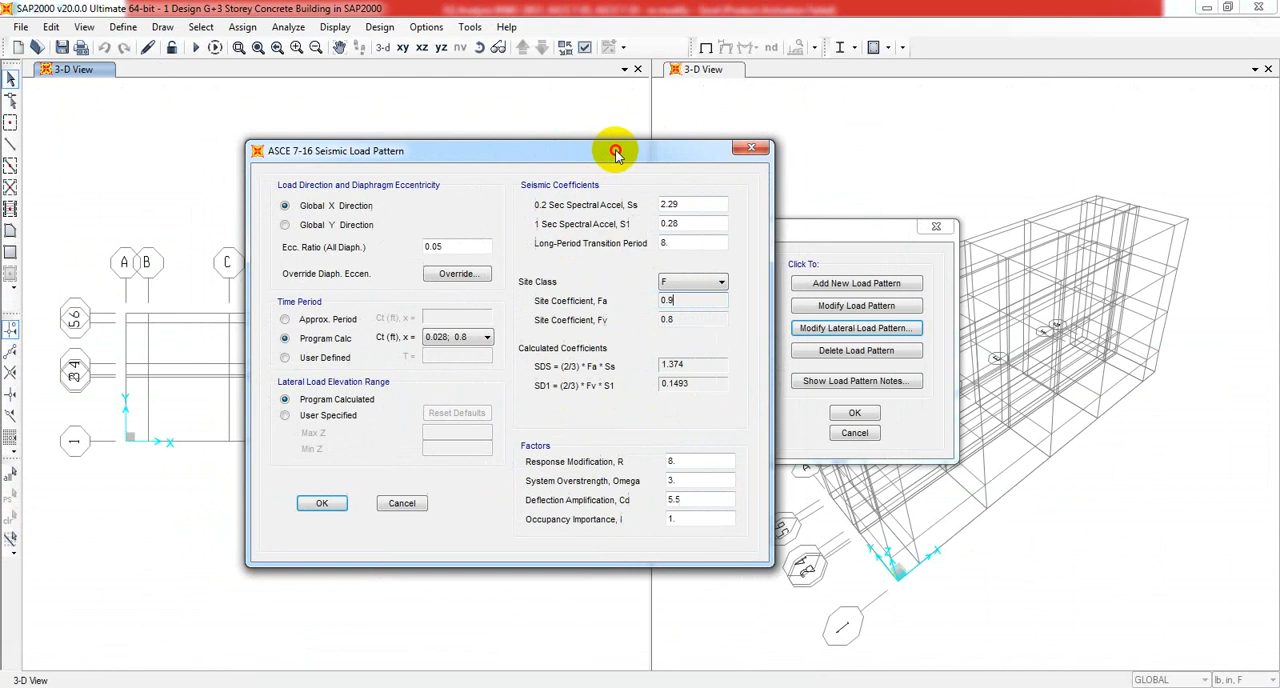 SAP2000 v20.0.0 Ultimate 64-bit - 1 Design G+3 Storey Concrete Building in SAP2000
File Edit View Define Draw Select Assign Analyze Display Design Options Tools Help
3-d xy xz yz nv nd
3-D View
3-D View
ASCE 7-16 Seismic Load Pattern
Load Direction and Diaphragm Eccentricity
Global X Direction
Global Y Direction
Ecc. Ratio (All Diaph.) 0.05
Override Diaph. Eccen. Override...
Time Period
Approx. Period Ct (ft), x =
Program Calc Ct (ft), x = 0.028; 0.8
User Defined T =
Lateral Load Elevation Range
Program Calculated
User Specified Reset Defaults
Max Z
Min Z
OK Cancel
Seismic Coefficients
0.2 Sec Spectral Accel, Ss 2.29
1 Sec Spectral Accel, S1 0.28
Long-Period Transition Period 8.
Site Class F
Site Coefficient, Fa 0.9
Site Coefficient, Fv 0.8
Calculated Coefficients
SDS = (2/3) * Fa * Ss 1.374
SD1 = (2/3) * Fv * S1 0.1493
Factors
Response Modification, R 8.
System Overstrength, Omega 3.
Deflection Amplification, Cd 5.5
Occupancy Importance, I 1.
Click To:
Add New Load Pattern
Modify Load Pattern
Modify Lateral Load Pattern...
Delete Load Pattern
Show Load Pattern Notes...
OK
Cancel
A B C
1
Y
X
Y Z X
1
3-D View
GLOBAL lb, in, F